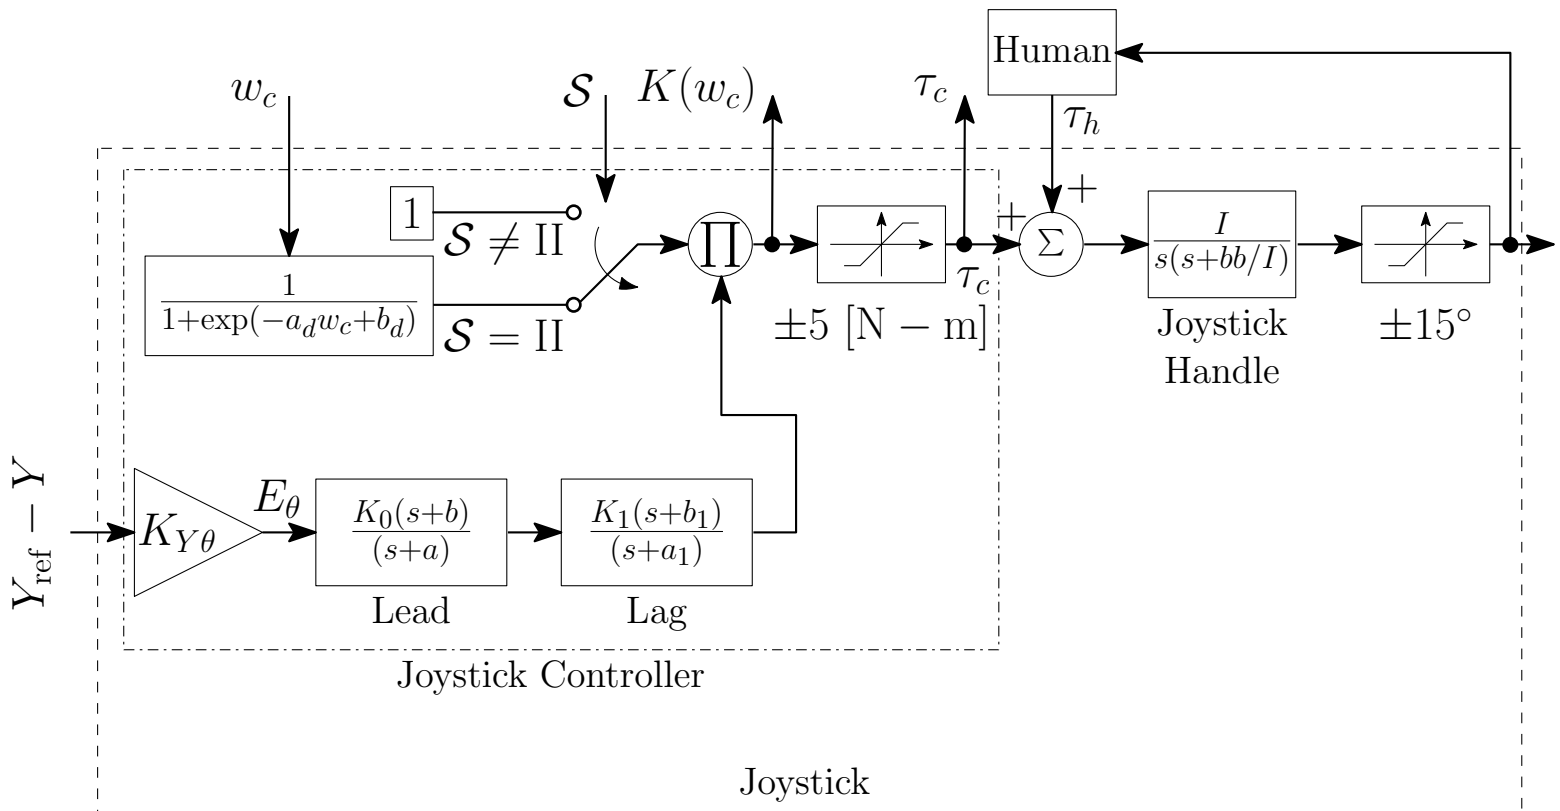 Human
w_c
𝒮
K(w_c)
τ_c
τ_h
+
1
𝒮 ≠ II
∏
+
Σ
I
s(s+bb/I)
1
1+exp(−a_d w_c+b_d)
𝒮 = II
τ_c
±5 [N − m]
Joystick
Handle
±15°
Y_ref − Y
K_Yθ
E_θ
K_0(s+b)
(s+a)
K_1(s+b_1)
(s+a_1)
Lead
Lag
Joystick Controller
Joystick